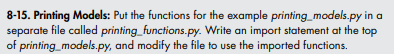 8-15. Printing Models: Put the functions for the example printing_models.py in a
separate file called printing_functions.py. Write an import statement at the top
of printing_models.py, and modify the file to use the imported functions.